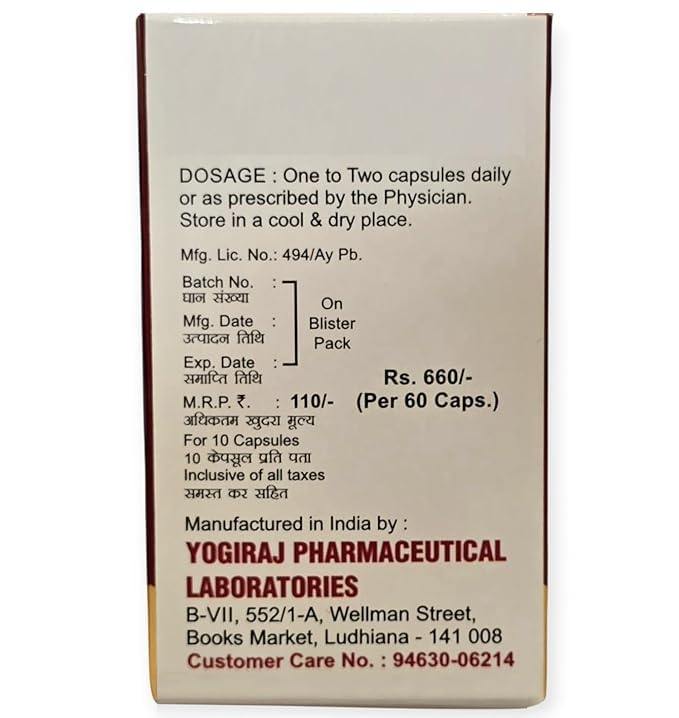 DOSAGE : One to Two capsules daily
or as prescribed by the Physician.
Store in a cool & dry place.
Mfg. Lic. No.: 494/Ay Pb.
Batch No. :
घान संख्या
Mfg. Date :
उत्पादन तिथि
Exp. Date :
समाप्ति तिथि
On
Blister
Pack
M.R.P. ₹. : 110/-
अधिकतम खुदरा मूल्य
For 10 Capsules
10 केपसूल प्रति पता
Inclusive of all taxes
समस्त कर सहित
Rs. 660/-
(Per 60 Caps.)
Manufactured in India by :
YOGIRAJ PHARMACEUTICAL
LABORATORIES
B-VII, 552/1-A, Wellman Street,
Books Market, Ludhiana - 141 008
Customer Care No. : 94630-06214